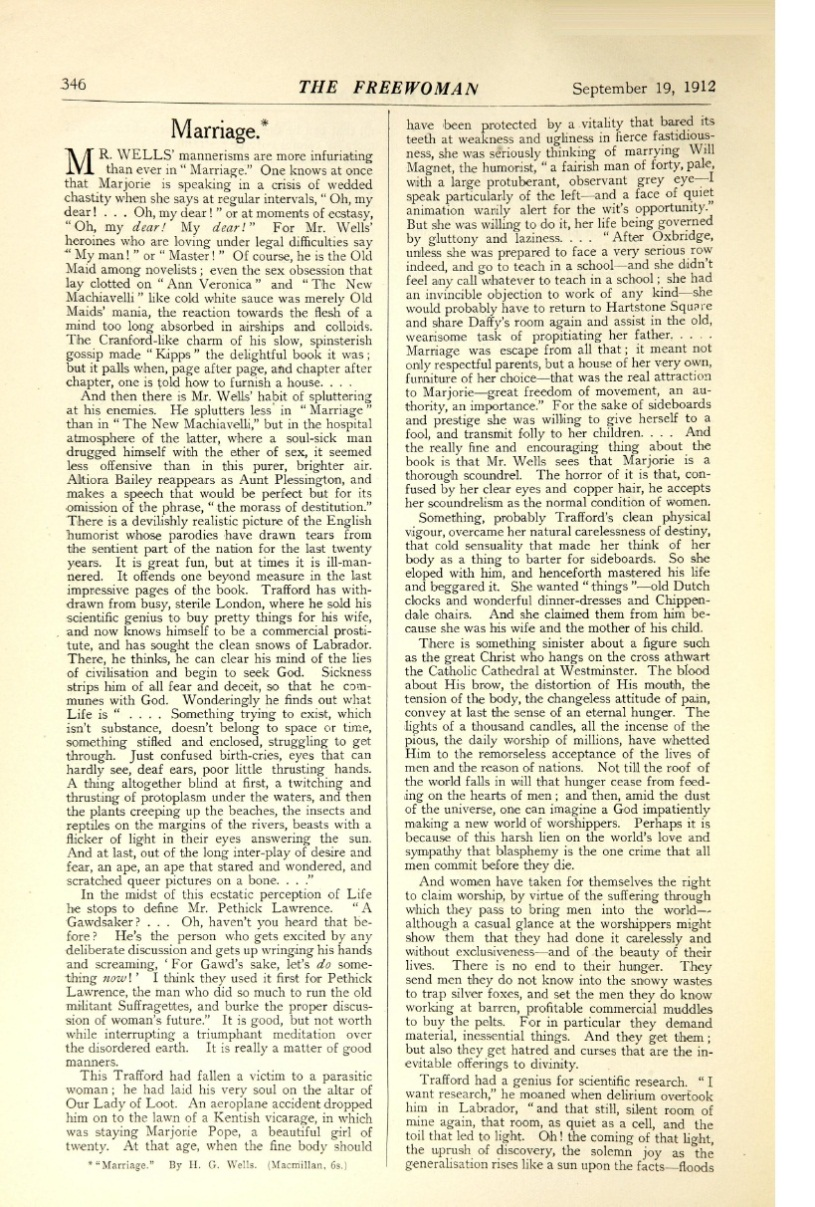 346
THE FREEWOMAN
September 19, 1912
Marriage.*
MR. WELLS' mannerisms are more infuriating
than ever in "Marriage." One knows at once
that Marjorie is speaking in a crisis of wedded
chastity when she says at regular intervals, "Oh, my
dear! . . . Oh, my dear!" or at moments of ecstasy,
"Oh, my dear! My dear!" For Mr. Wells'
heroines who are loving under legal difficulties say
"My man!" or "Master!" Of course, he is the Old
Maid among novelists; even the sex obsession that
lay clotted on "Ann Veronica" and "The New
Machiavelli" like cold white sauce was merely Old
Maids' mania, the reaction towards the flesh of a
mind too long absorbed in airships and colloids.
The Cranford-like charm of his slow, spinsterish
gossip made "Kipps" the delightful book it was;
but it palls when, page after page, and chapter after
chapter, one is told how to furnish a house. . . .
And then there is Mr. Wells' habit of spluttering
at his enemies. He splutters less in "Marriage"
than in "The New Machiavelli," but in the hospital
atmosphere of the latter, where a soul-sick man
drugged himself with the ether of sex, it seemed
less offensive than in this purer, brighter air.
Altiora Bailey reappears as Aunt Plessington, and
makes a speech that would be perfect but for its
omission of the phrase, "the morass of destitution."
There is a devilishly realistic picture of the English
humorist whose parodies have drawn tears from
the sentient part of the nation for the last twenty
years. It is great fun, but at times it is ill-man-
nered. It offends one beyond measure in the last
impressive pages of the book. Trafford has with-
drawn from busy, sterile London, where he sold his
scientific genius to buy pretty things for his wife,
and now knows himself to be a commercial prosti-
tute, and has sought the clean snows of Labrador.
There, he thinks, he can clear his mind of the lies
of civilisation and begin to seek God. Sickness
strips him of all fear and deceit, so that he com-
munes with God. Wonderingly he finds out what
Life is " . . . . Something trying to exist, which
isn't substance, doesn't belong to space or time,
something stifled and enclosed, struggling to get
through. Just confused birth-cries, eyes that can
hardly see, deaf ears, poor little thrusting hands.
A thing altogether blind at first, a twitching and
thrusting of protoplasm under the waters, and then
the plants creeping up the beaches, the insects and
reptiles on the margins of the rivers, beasts with a
flicker of light in their eyes answering the sun.
And at last, out of the long inter-play of desire and
fear, an ape, an ape that stared and wondered, and
scratched queer pictures on a bone. . . ."
In the midst of this ecstatic perception of Life
he stops to define Mr. Pethick Lawrence. "A
Gawdsaker? . . . Oh, haven't you heard that be-
fore? He's the person who gets excited by any
deliberate discussion and gets up wringing his hands
and screaming, 'For Gawd's sake, let's do some-
thing now!' I think they used it first for Pethick
Lawrence, the man who did so much to run the old
militant Suffragettes, and burke the proper discus-
sion of woman's future." It is good, but not worth
while interrupting a triumphant meditation over
the disordered earth. It is really a matter of good
manners.
This Trafford had fallen a victim to a parasitic
woman; he had laid his very soul on the altar of
Our Lady of Loot. An aeroplane accident dropped
him on to the lawn of a Kentish vicarage, in which
was staying Marjorie Pope, a beautiful girl of
twenty. At that age, when the fine body should
*"Marriage." By H. G. Wells. (Macmillan, 6s.)
have been protected by a vitality that bared its
teeth at weakness and ugliness in fierce fastidious-
ness, she was seriously thinking of marrying Will
Magnet, the humorist, "a fairish man of forty, pale,
with a large protuberant, observant grey eye—I
speak particularly of the left—and a face of quiet
animation warily alert for the wit's opportunity."
But she was willing to do it, her life being governed
by gluttony and laziness. . . . "After Oxbridge,
unless she was prepared to face a very serious row
indeed, and go to teach in a school—and she didn't
feel any call whatever to teach in a school; she had
an invincible objection to work of any kind—she
would probably have to return to Hartstone Square
and share Daffy's room again and assist in the old,
wearisome task of propitiating her father. . . . .
Marriage was escape from all that; it meant not
only respectful parents, but a house of her very own,
furniture of her choice—that was the real attraction
to Marjorie—great freedom of movement, an au-
thority, an importance." For the sake of sideboards
and prestige she was willing to give herself to a
fool, and transmit folly to her children. . . . And
the really fine and encouraging thing about the
book is that Mr. Wells sees that Marjorie is a
thorough scoundrel. The horror of it is that, con-
fused by her clear eyes and copper hair, he accepts
her scoundrelism as the normal condition of women.
Something, probably Trafford's clean physical
vigour, overcame her natural carelessness of destiny,
that cold sensuality that made her think of her
body as a thing to barter for sideboards. So she
eloped with him, and henceforth mastered his life
and beggared it. She wanted "things"—old Dutch
clocks and wonderful dinner-dresses and Chippen-
dale chairs. And she claimed them from him be-
cause she was his wife and the mother of his child.
There is something sinister about a figure such
as the great Christ who hangs on the cross athwart
the Catholic Cathedral at Westminster. The blood
about His brow, the distortion of His mouth, the
tension of the body, the changeless attitude of pain,
convey at last the sense of an eternal hunger. The
lights of a thousand candles, all the incense of the
pious, the daily worship of millions, have whetted
Him to the remorseless acceptance of the lives of
men and the reason of nations. Not till the roof of
the world falls in will that hunger cease from feed-
ing on the hearts of men; and then, amid the dust
of the universe, one can imagine a God impatiently
making a new world of worshippers. Perhaps it is
because of this harsh lien on the world's love and
sympathy that blasphemy is the one crime that all
men commit before they die.
And women have taken for themselves the right
to claim worship, by virtue of the suffering through
which they pass to bring men into the world—
although a casual glance at the worshippers might
show them that they had done it carelessly and
without exclusiveness—and of the beauty of their
lives. There is no end to their hunger. They
send men they do not know into the snowy wastes
to trap silver foxes, and set the men they do know
working at barren, profitable commercial muddles
to buy the pelts. For in particular they demand
material, inessential things. And they get them;
but also they get hatred and curses that are the in-
evitable offerings to divinity.
Trafford had a genius for scientific research. "I
want research," he moaned when delirium overtook
him in Labrador, "and that still, silent room of
mine again, that room, as quiet as a cell, and the
toil that led to light. Oh! the coming of that light,
the uprush of discovery, the solemn joy as the
generalisation rises like a sun upon the facts—floods